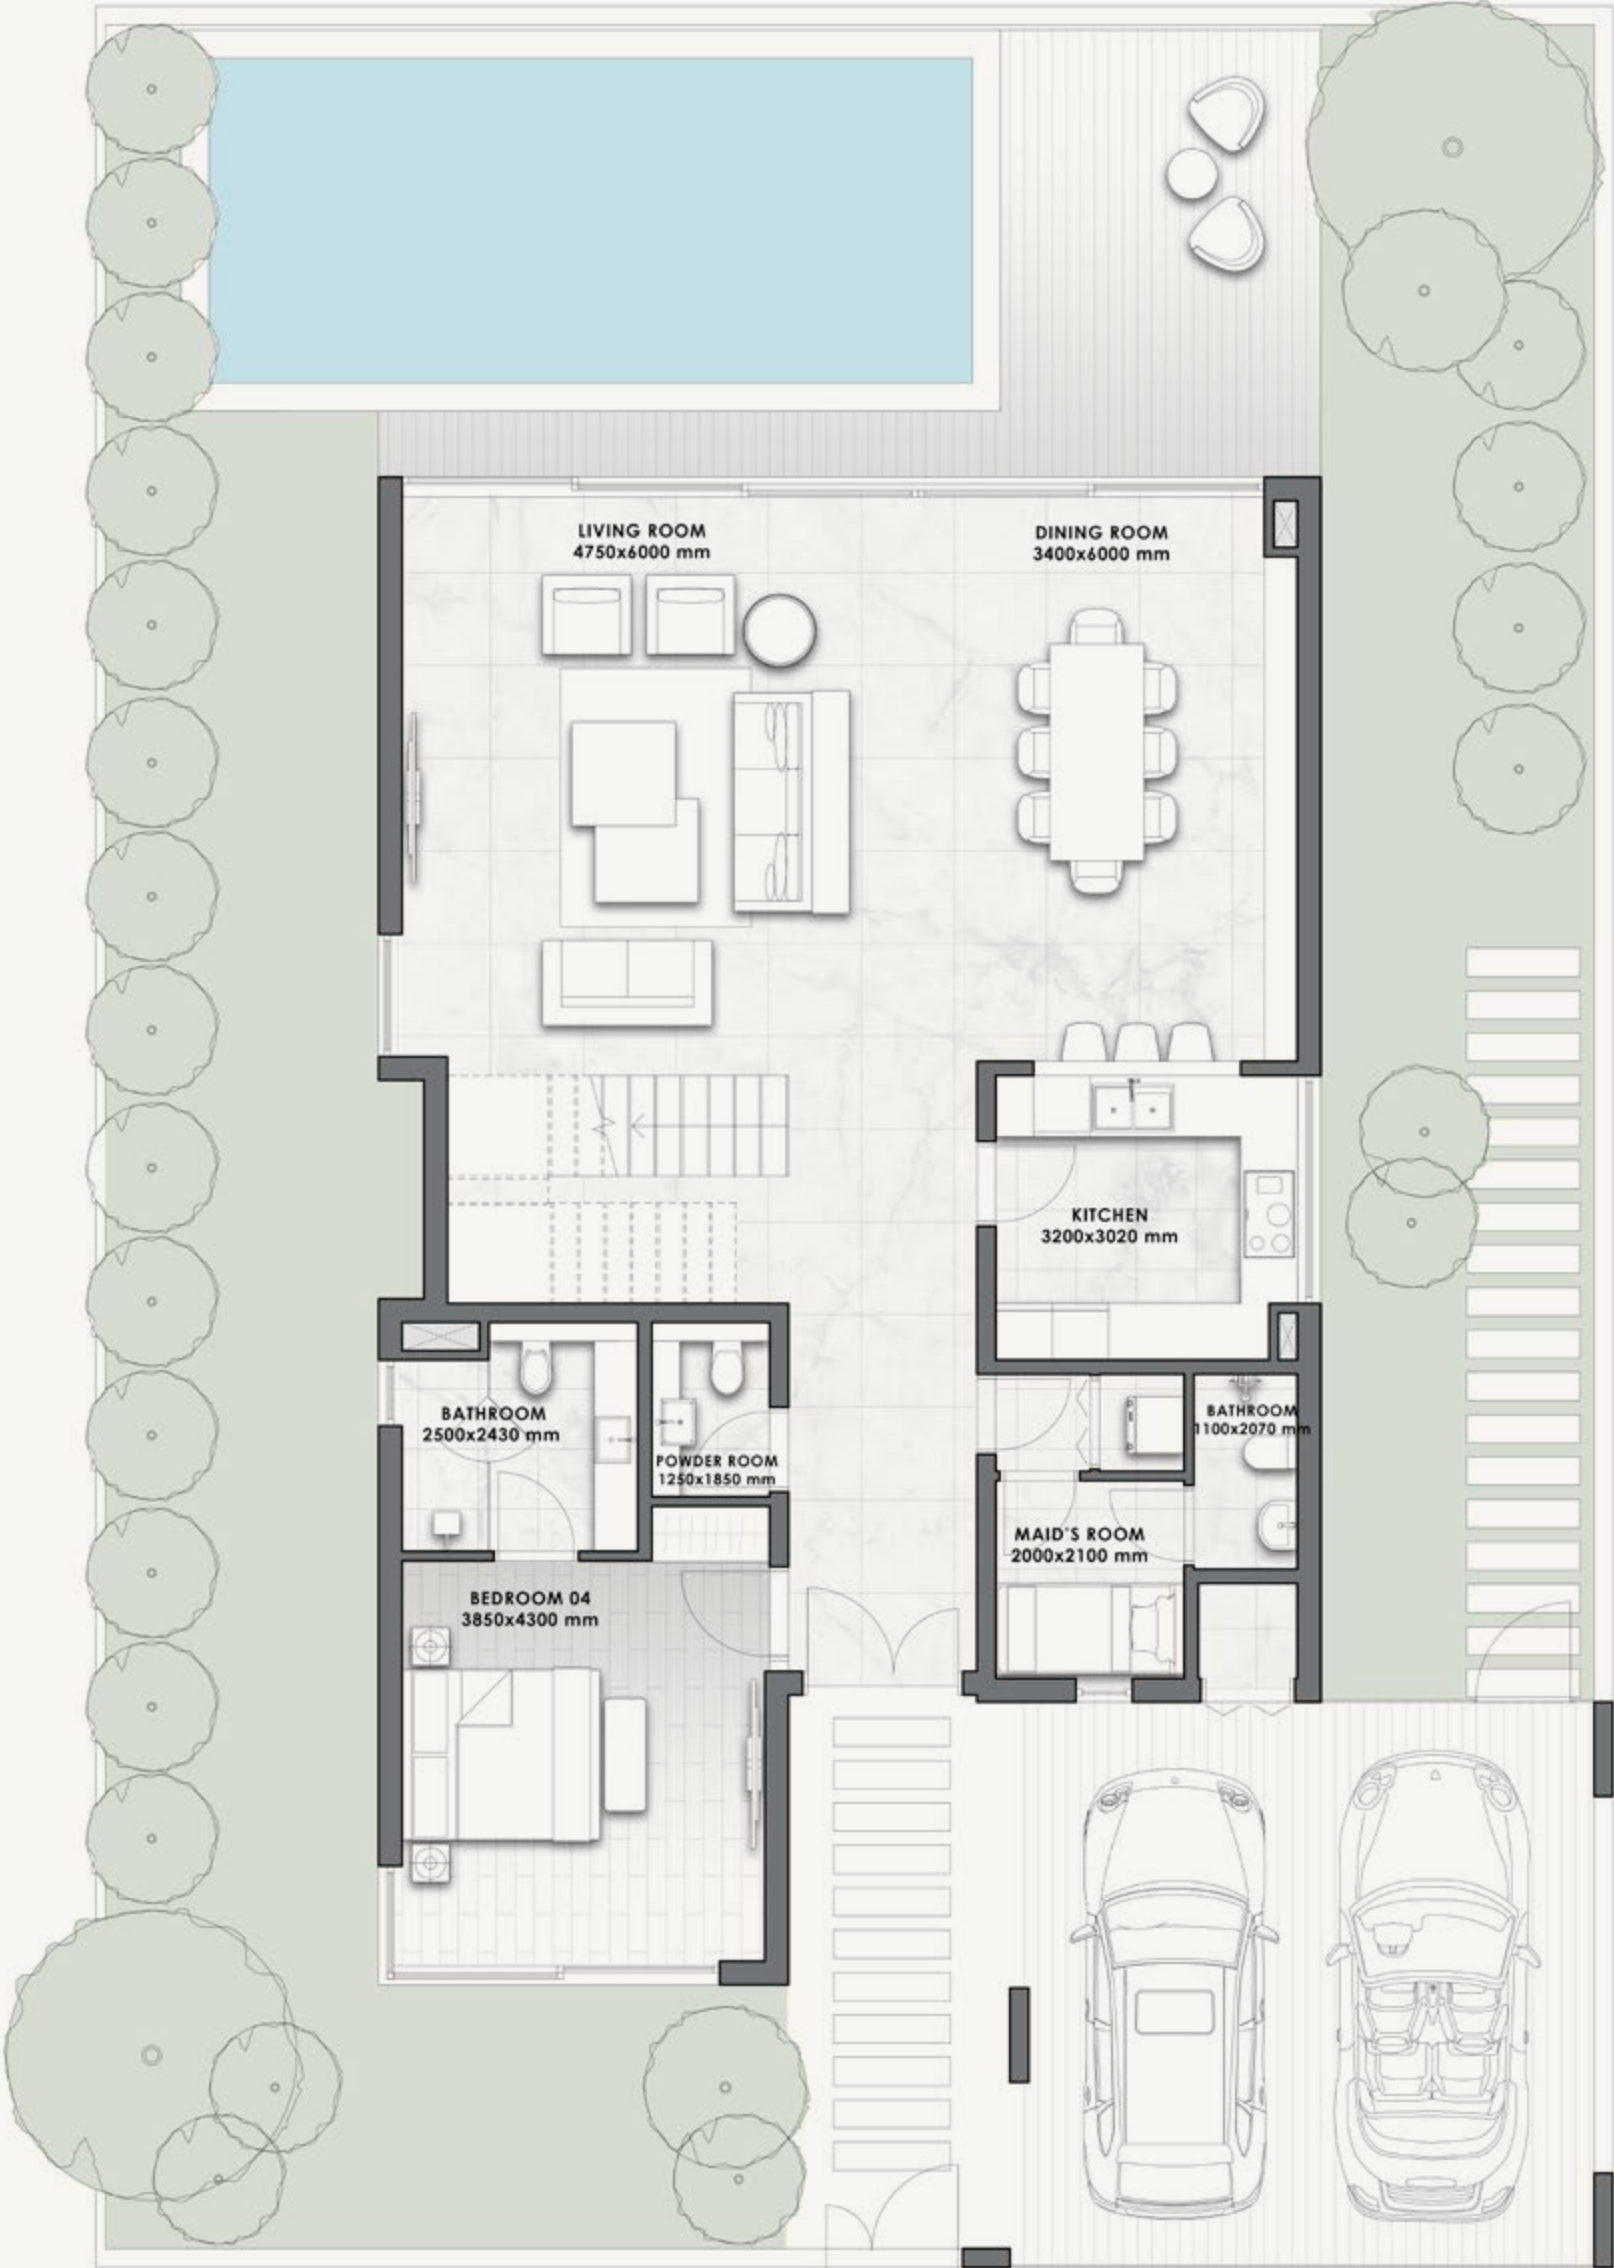 LIVING ROOM
4750x6000 mm
DINING ROOM
3400x6000 mm
KITCHEN
3200x3020 mm
BATHROOM
2500x2430 mm
POWDER ROOM
1250x1850 mm
BATHROOM
1100x2070 mm
MAID'S ROOM
2000x2100 mm
BEDROOM 04
3850x4300 mm